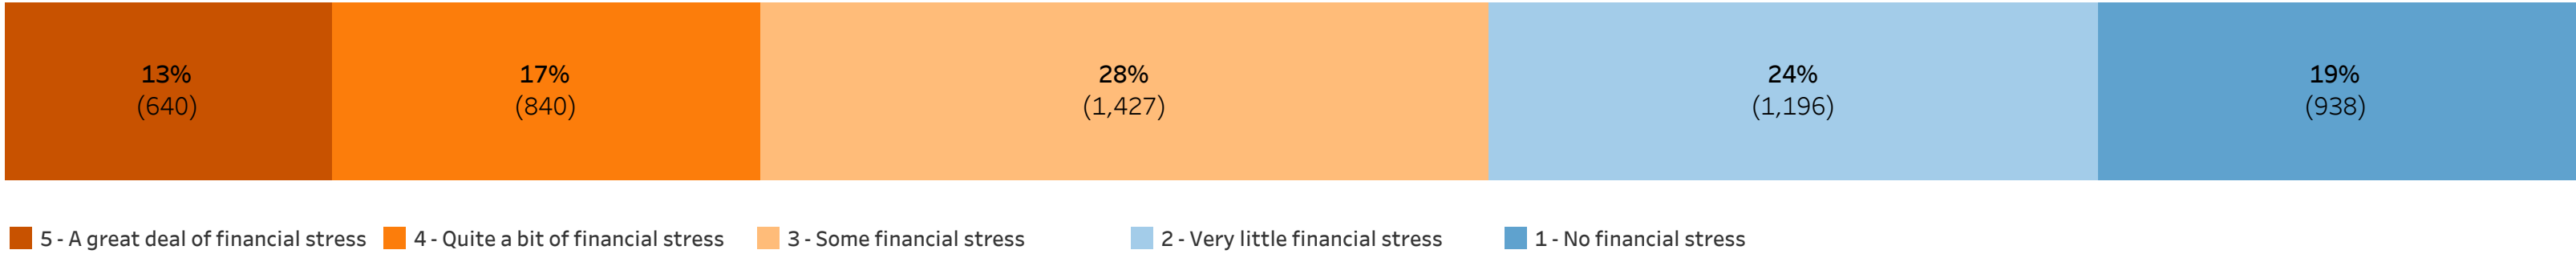 13%
(640)
17%
(840)
28%
(1,427)
24%
(1,196)
19%
(938)
5 - A great deal of financial stress
4 - Quite a bit of financial stress
3 - Some financial stress
2 - Very little financial stress
1 - No financial stress